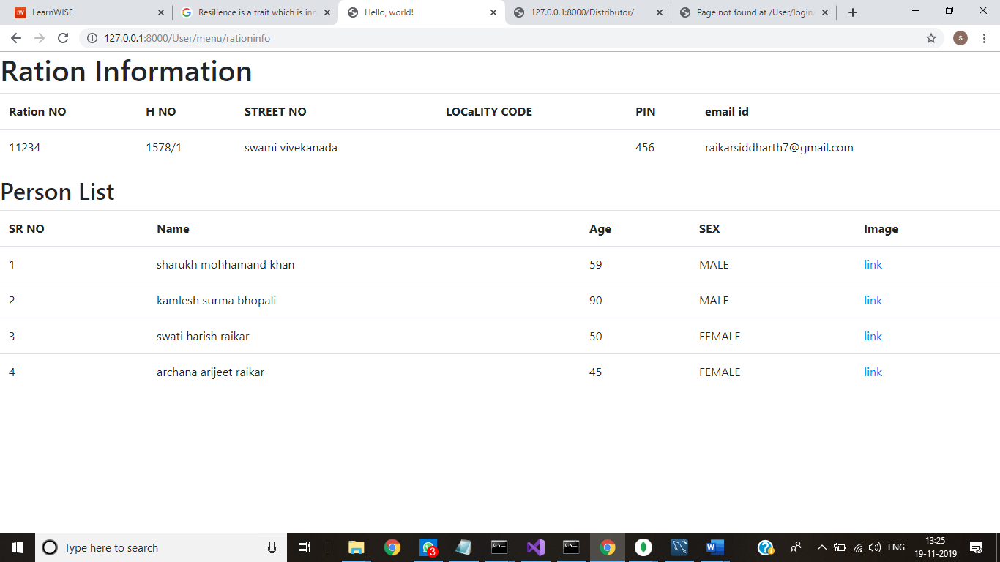 LearnWISE
Resilience is a trait which is inn
Hello, world!
127.0.0.1:8000/Distributor/
Page not found at /User/login
127.0.0.1:8000/User/menu/rationinfo
S
Ration Information
Ration NO H NO STREET NO LOCaLITY CODE PIN email id
11234 1578/1 swami vivekanada 456 raikarsiddharth7@gmail.com
Person List
SR NO Name Age SEX Image
1 sharukh mohhamand khan 59 MALE link
2 kamlesh surma bhopali 90 MALE link
3 swati harish raikar 50 FEMALE link
4 archana arijeet raikar 45 FEMALE link
Type here to search
3
ENG
13:25
19-11-2019